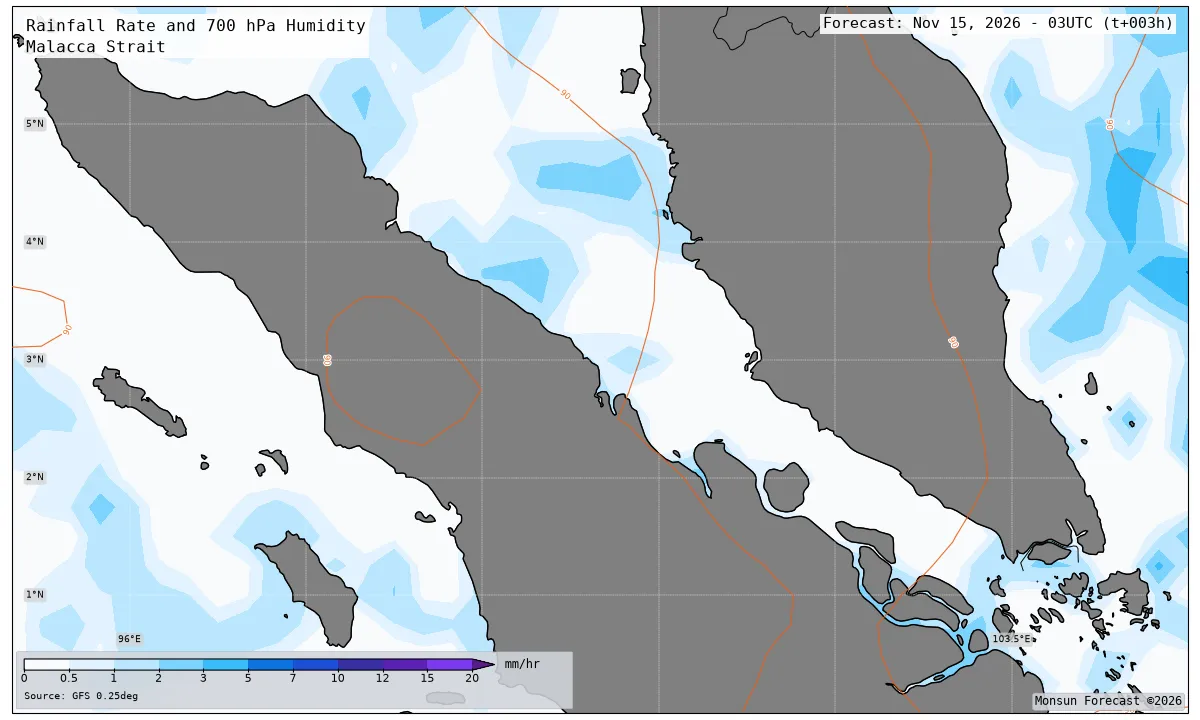 Rainfall Rate and 700 hPa Humidity
Malacca Strait
Forecast: Nov 15, 2026 - 03UTC (t+003h)
90
90
5°N
4°N
90
90
90
3°N
2°N
1°N
96°E
103.5°E
mm/hr
0 0.5 1 2 3 5 7 10 12 15 20
Source: GFS 0.25deg
Monsun Forecast ©2026